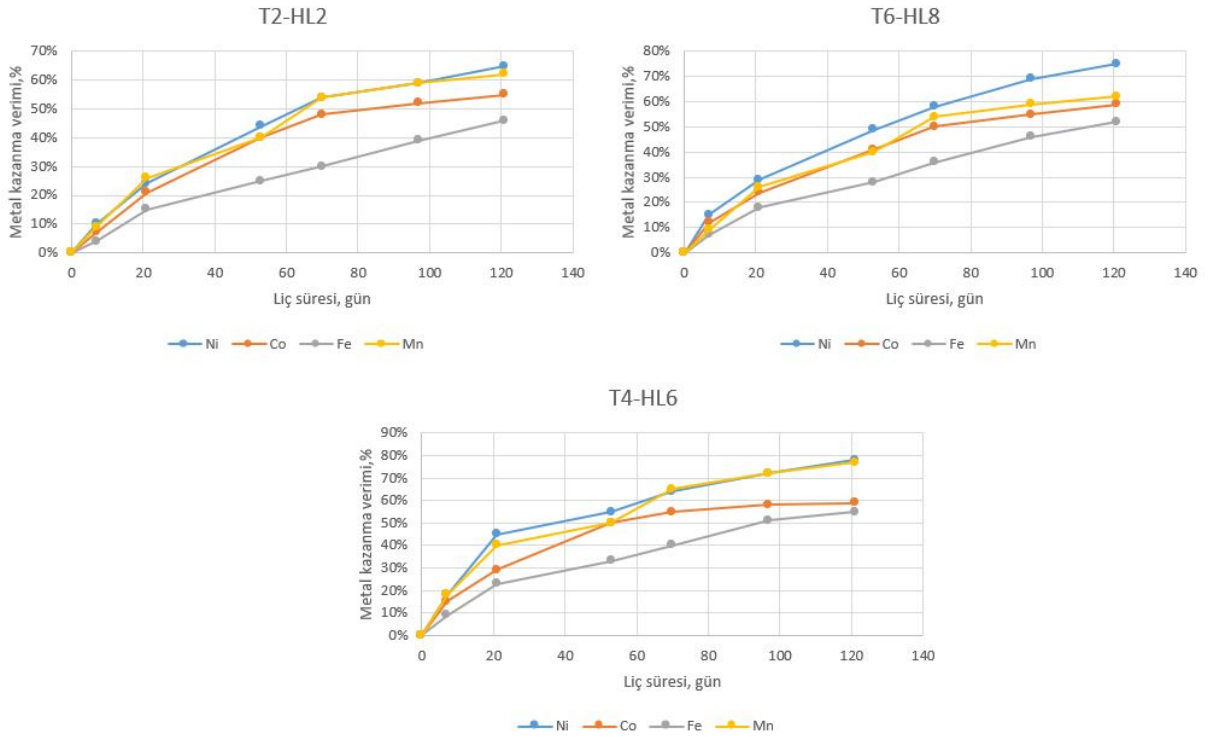 T2-HL2
70%
60%
50%
40%
30%
20%
10%
0%
Metal kazanma verimi,%
0 20 40 60 80 100 120 140
Liç süresi, gün
Ni Co Fe Mn
T6-HL8
80%
70%
60%
50%
40%
30%
20%
10%
0%
Metal kazanma verimi,%
0 20 40 60 80 100 120 140
Liç süresi, gün
Ni Co Fe Mn
T4-HL6
90%
80%
70%
60%
50%
40%
30%
20%
10%
0%
Metal kazanma verimi,%
0 20 40 60 80 100 120 140
Liç süresi, gün
Ni Co Fe Mn